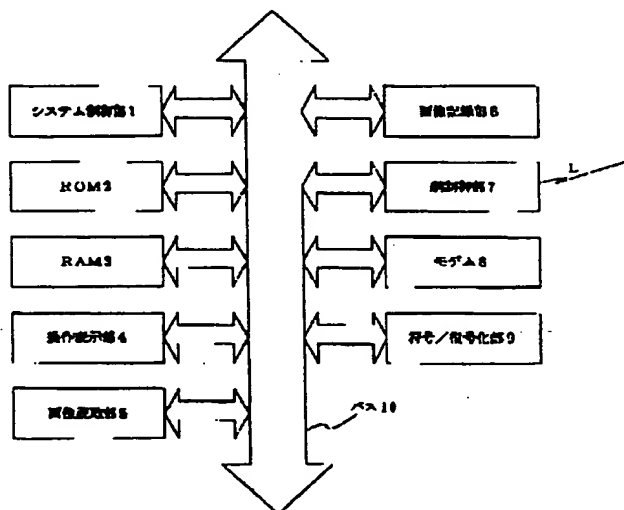 システム制御部1
ROM2
RAM3
操作表示部4
画像読取部5
画像記録部6
網制御部7
L
モデム8
符号／復号化部9
バス10